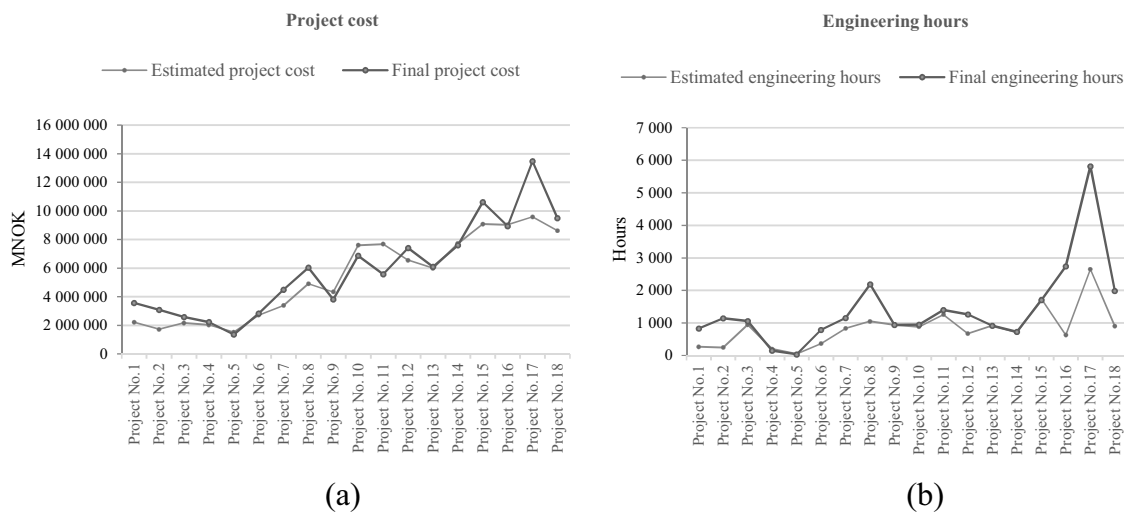 Project cost
Estimated project cost
Final project cost
MNOK
16 000 000
14 000 000
12 000 000
10 000 000
8 000 000
6 000 000
4 000 000
2 000 000
0
Project No.1
Project No.2
Project No.3
Project No.4
Project No.5
Project No.6
Project No.7
Project No.8
Project No.9
Project No.10
Project No.11
Project No.12
Project No.13
Project No.14
Project No.15
Project No.16
Project No.17
Project No.18
(a)
Engineering hours
Estimated engineering hours
Final engineering hours
Hours
7 000
6 000
5 000
4 000
3 000
2 000
1 000
0
Project No.1
Project No.2
Project No.3
Project No.4
Project No.5
Project No.6
Project No.7
Project No.8
Project No.9
Project No.10
Project No.11
Project No.12
Project No.13
Project No.14
Project No.15
Project No.16
Project No.17
Project No.18
(b)